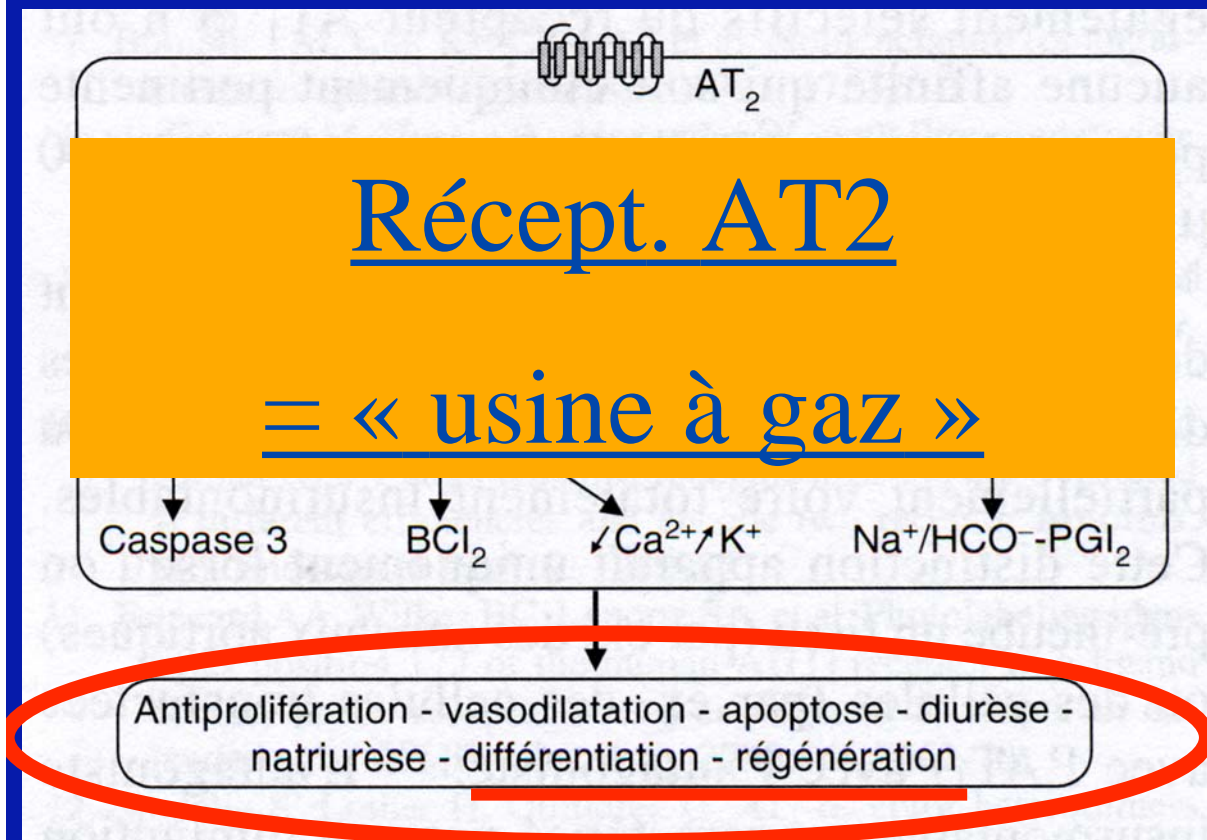 AT₂
Récept. AT2
= « usine à gaz »
Caspase 3 BCl₂ ↙Ca²⁺↗K⁺ Na⁺/HCO⁻-PGI₂
Antiprolifération - vasodilatation - apoptose - diurèse -
natriurèse - différentiation - régénération